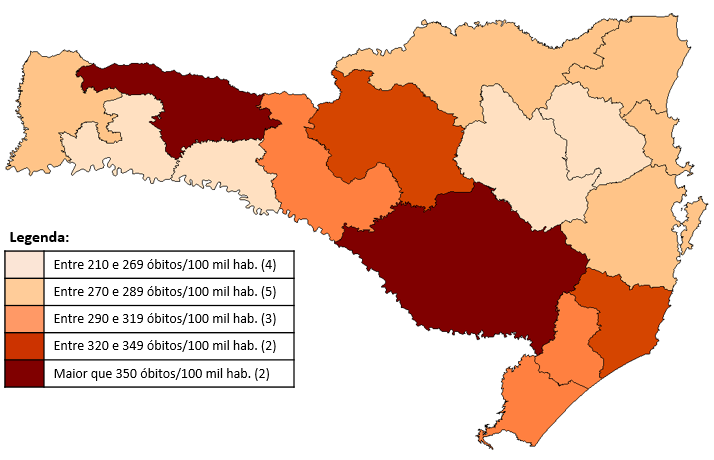 Legenda:
Entre 210 e 269 óbitos/100 mil hab. (4)
Entre 270 e 289 óbitos/100 mil hab. (5)
Entre 290 e 319 óbitos/100 mil hab. (3)
Entre 320 e 349 óbitos/100 mil hab. (2)
Maior que 350 óbitos/100 mil hab. (2)